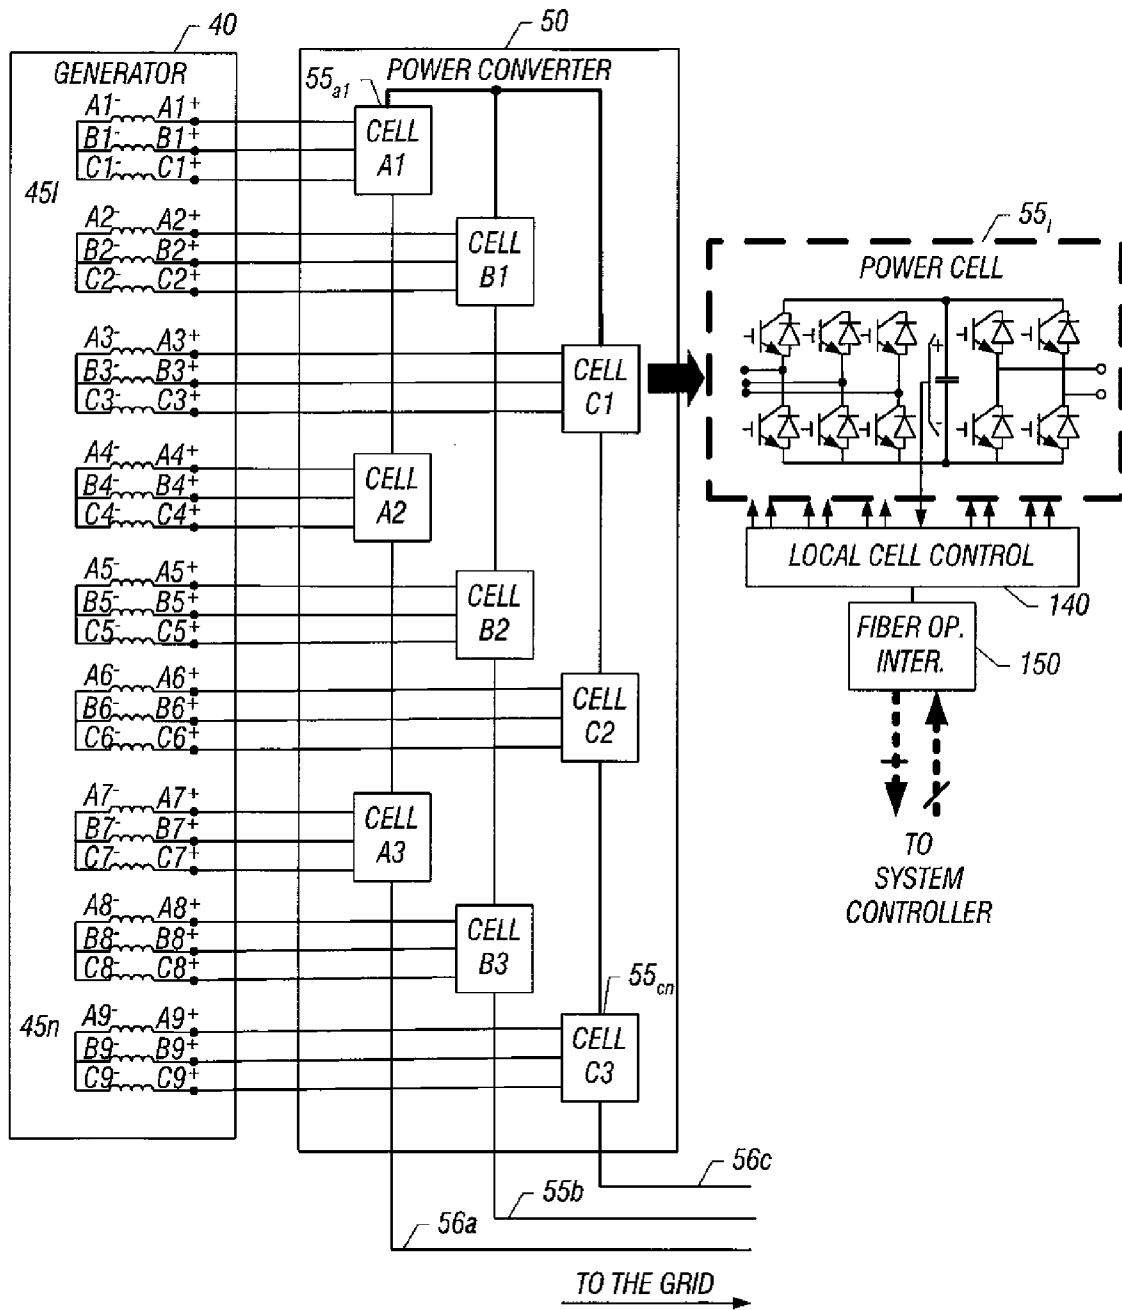 40
50
GENERATOR
POWER CONVERTER
55a1
A1- A1+
B1- B1+
C1- C1+
CELL
A1
45l
A2- A2+
B2- B2+
C2- C2+
CELL
B1
55i
POWER CELL
A3- A3+
B3- B3+
C3- C3+
CELL
C1
+
-
A4- A4+
B4- B4+
C4- C4+
CELL
A2
LOCAL CELL CONTROL
140
A5- A5+
B5- B5+
C5- C5+
CELL
B2
FIBER OP.
INTER.
150
A6- A6+
B6- B6+
C6- C6+
CELL
C2
A7- A7+
B7- B7+
C7- C7+
CELL
A3
TO
SYSTEM
CONTROLLER
A8- A8+
B8- B8+
C8- C8+
CELL
B3
55cn
45n
A9- A9+
B9- B9+
C9- C9+
CELL
C3
56c
55b
56a
TO THE GRID